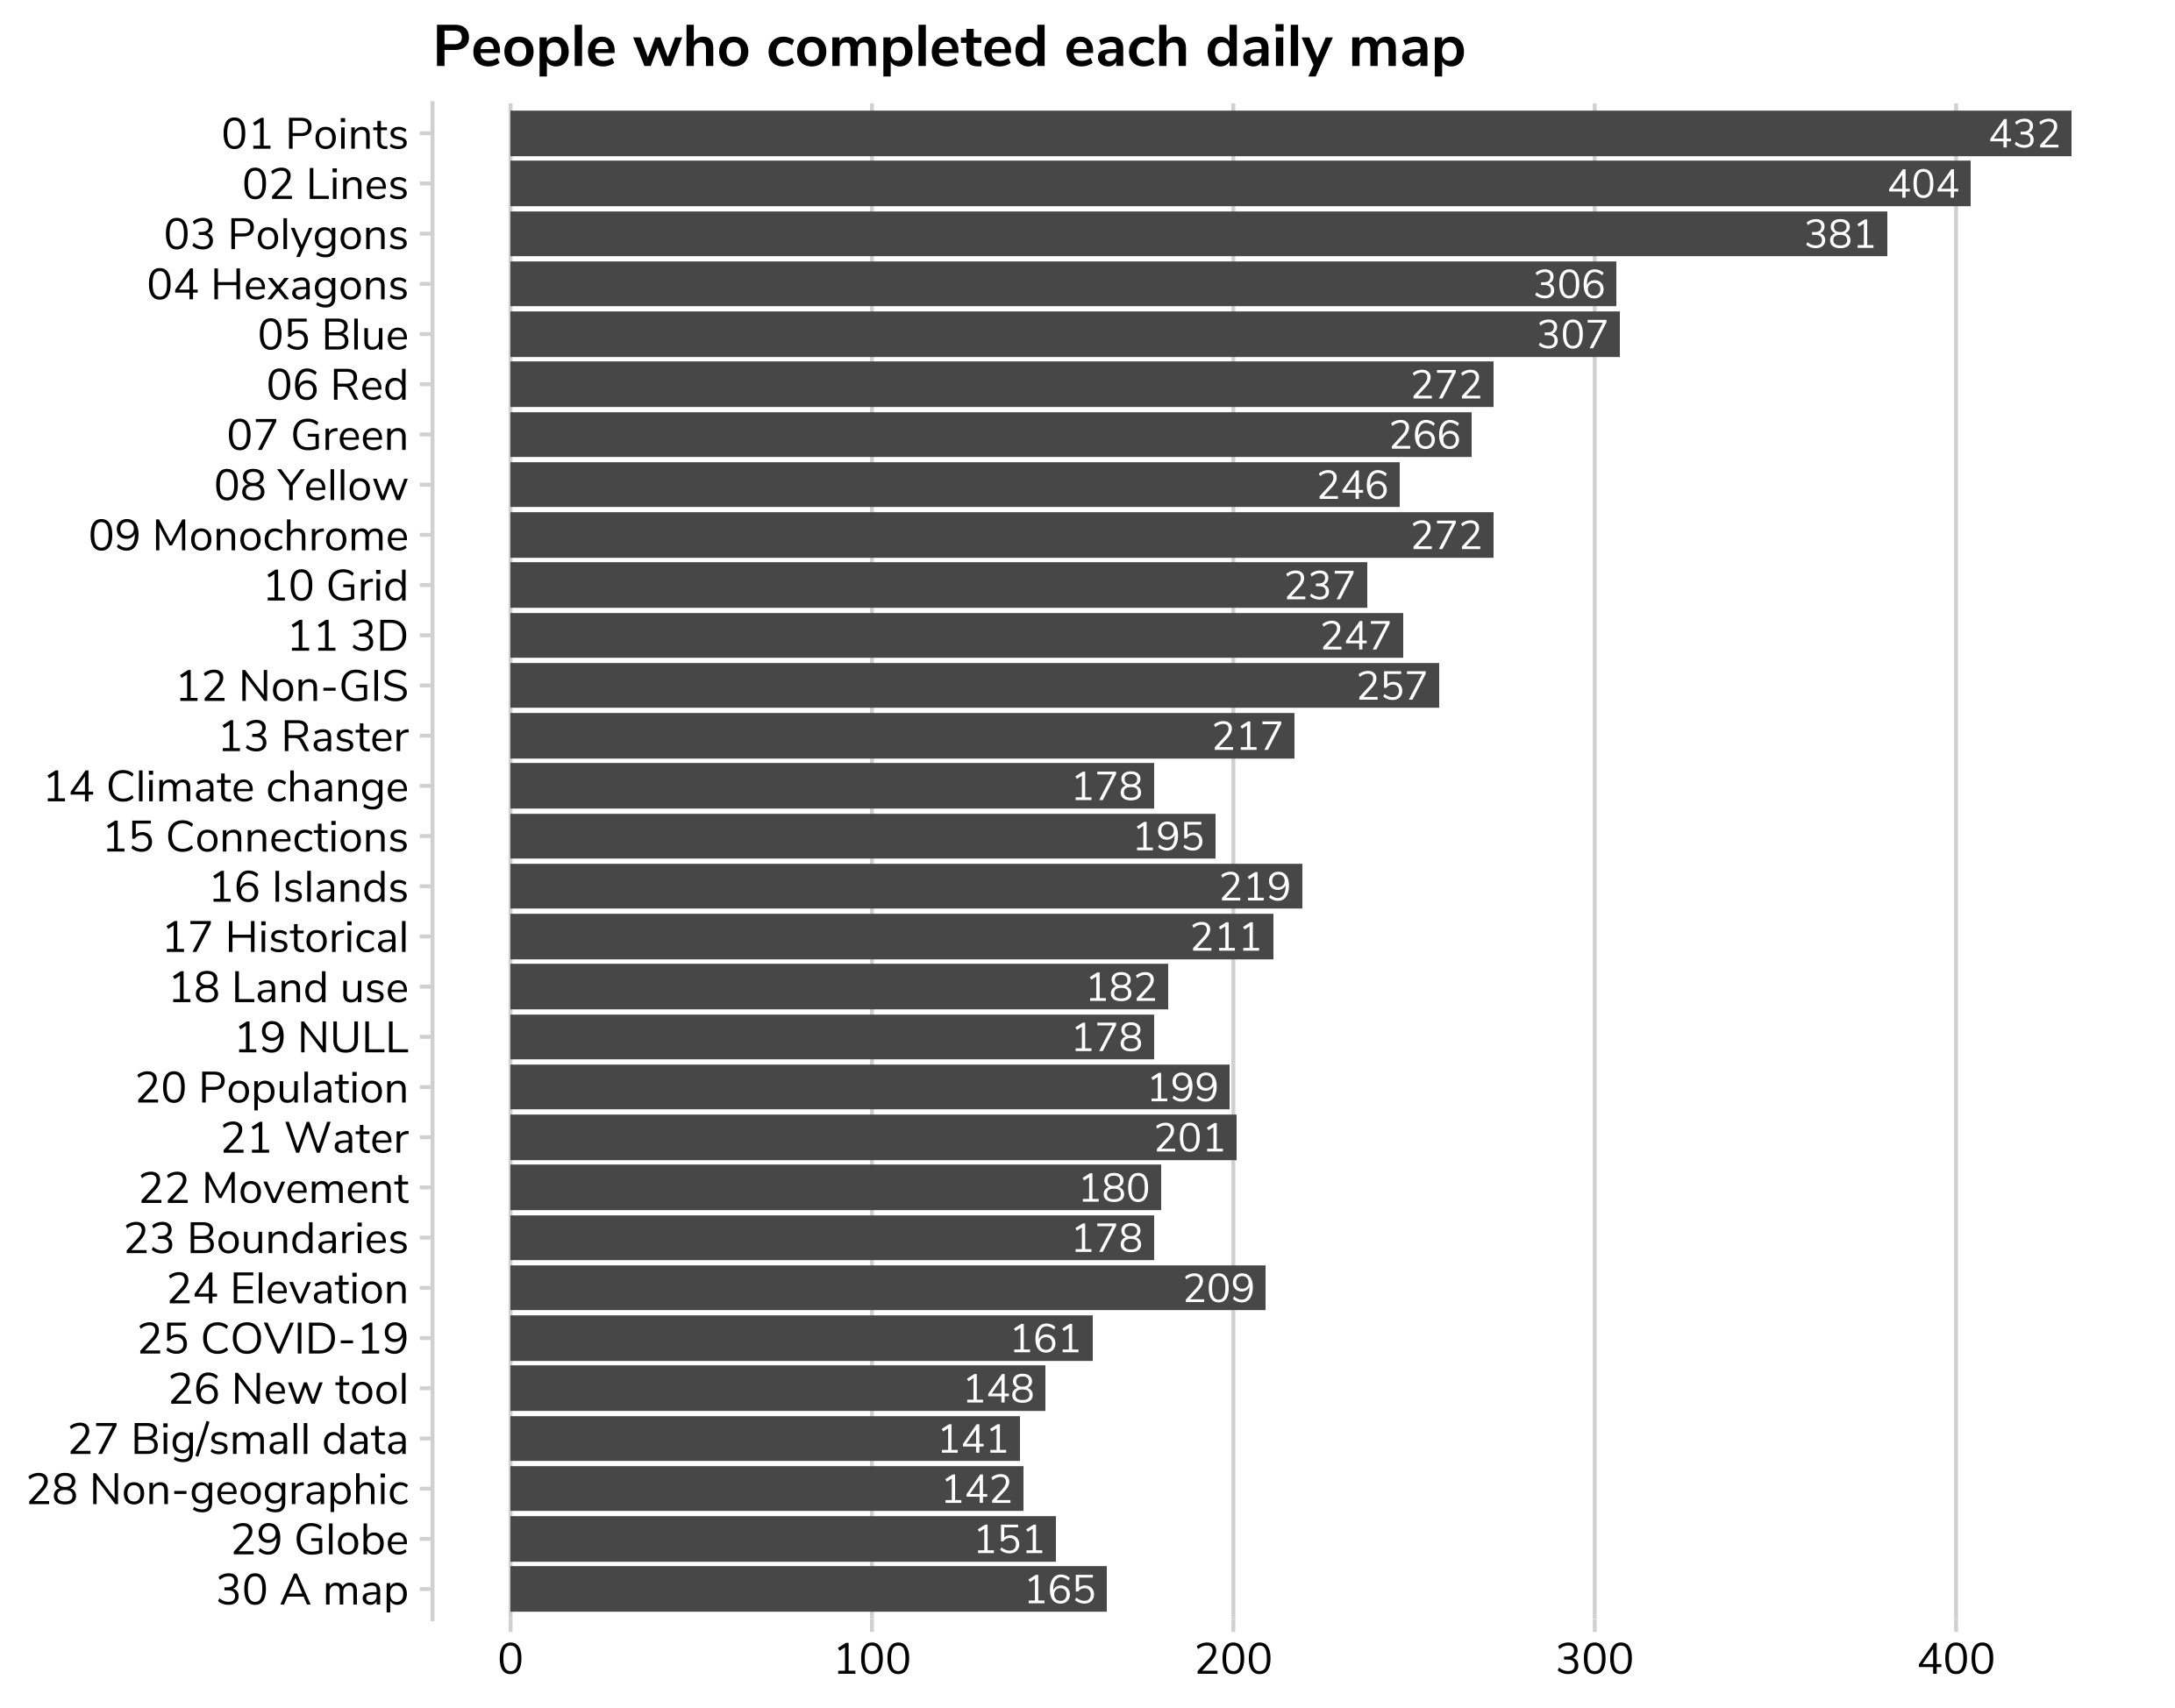 People who completed each daily map
01 Points 432
02 Lines 404
03 Polygons 381
04 Hexagons 306
05 Blue 307
06 Red 272
07 Green 266
08 Yellow 246
09 Monochrome 272
10 Grid 237
11 3D 247
12 Non-GIS 257
13 Raster 217
14 Climate change 178
15 Connections 195
16 Islands 219
17 Historical 211
18 Land use 182
19 NULL 178
20 Population 199
21 Water 201
22 Movement 180
23 Boundaries 178
24 Elevation 209
25 COVID-19 161
26 New tool 148
27 Big/small data 141
28 Non-geographic 142
29 Globe 151
30 A map 165
0 100 200 300 400